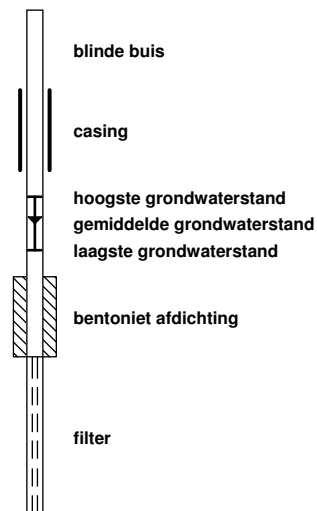 blinde buis
casing
hoogste grondwaterstand
gemiddelde grondwaterstand
laagste grondwaterstand
bentoniet afdichting
filter